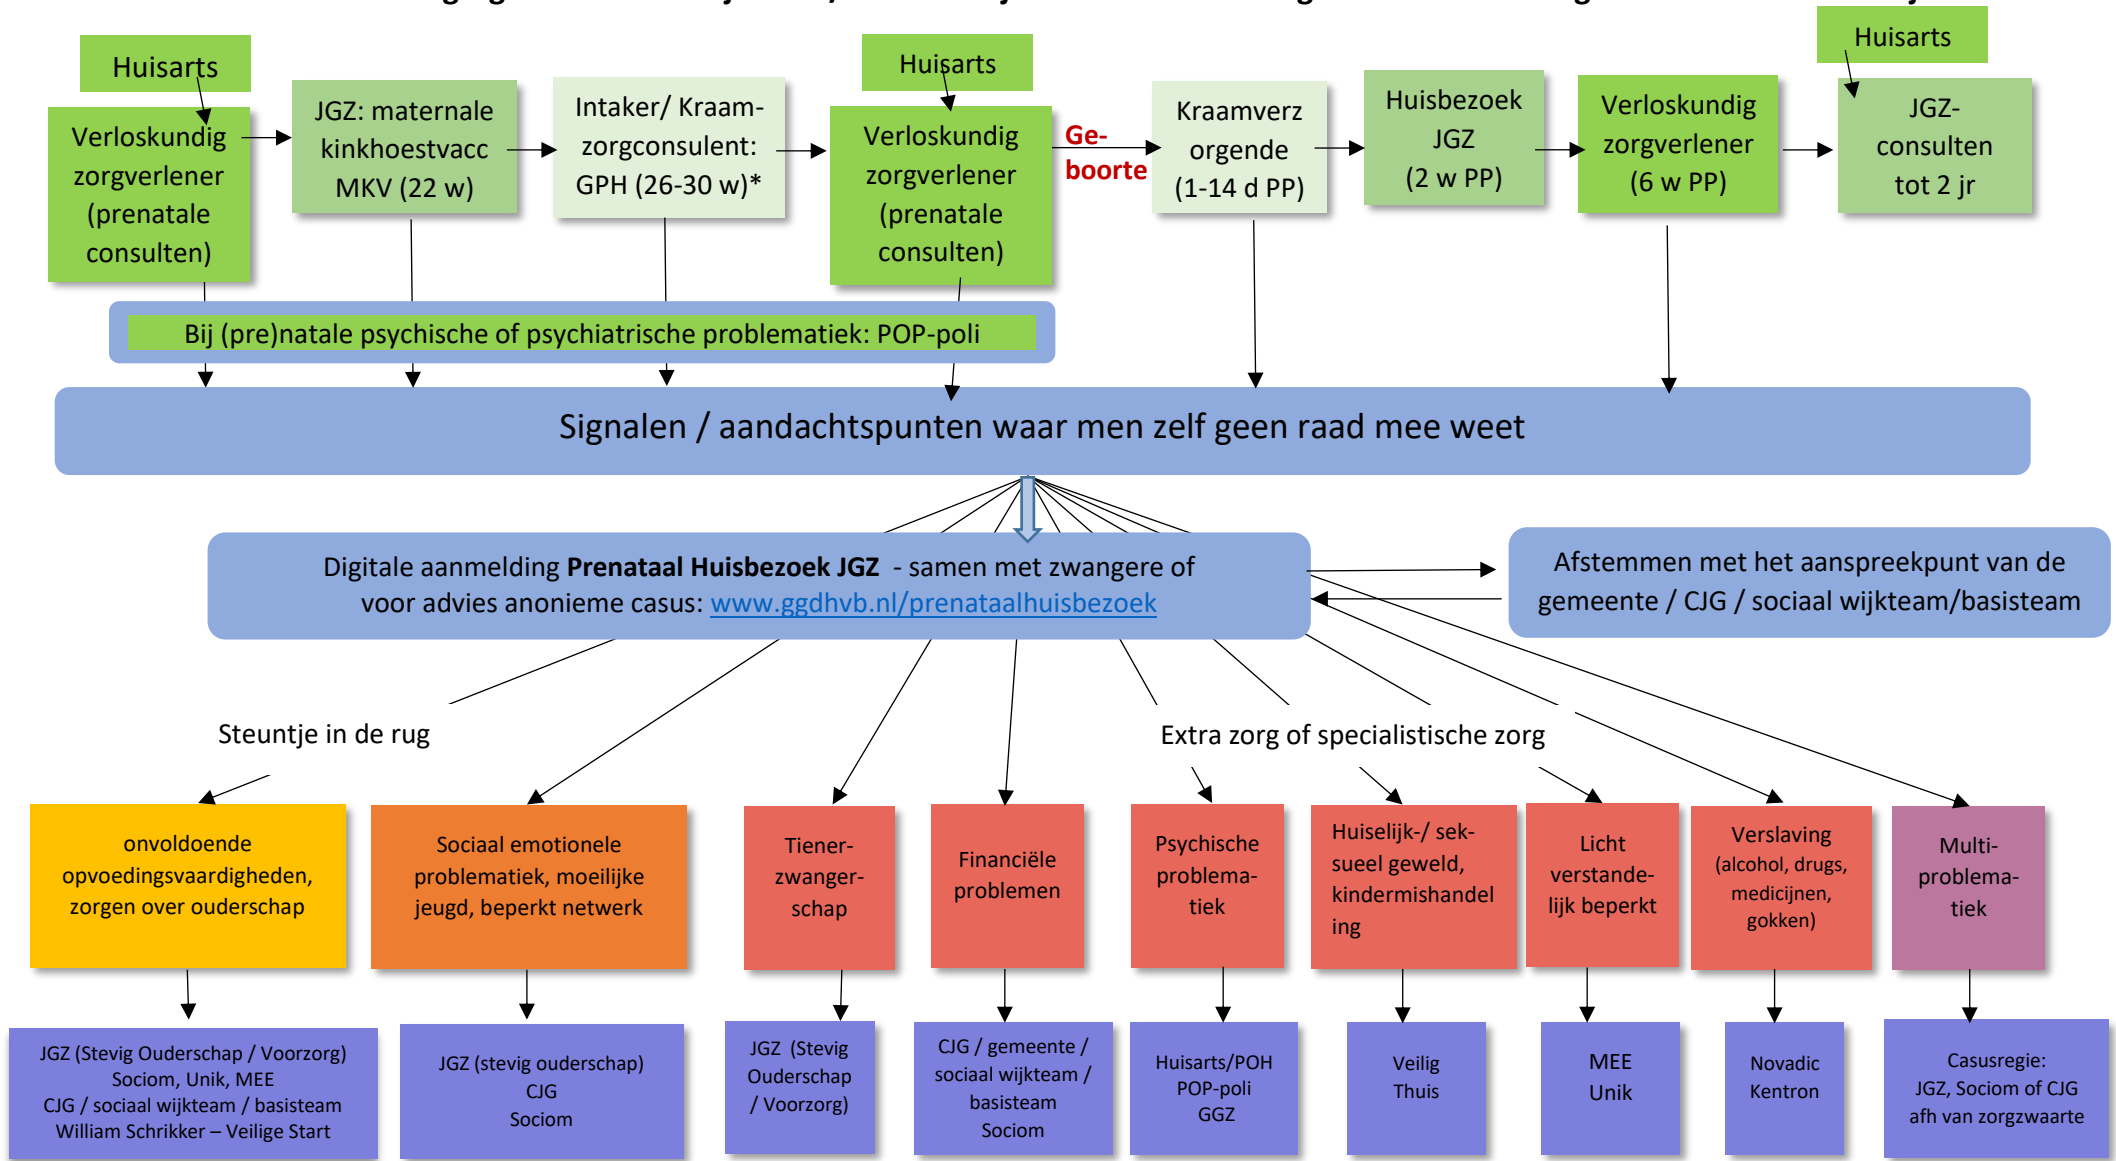 Huisarts
Huisarts
Huisarts
Verloskundig
zorgverlener
(prenatale
consulten)
JGZ: maternale
kinkhoestvacc
MKV (22 w)
Intaker/ Kraam-
zorgconsulent:
GPH (26-30 w)*
Verloskundig
zorgverlener
(prenatale
consulten)
Ge-
boorte
Kraamverz
orgende
(1-14 d PP)
Huisbezoek
JGZ
(2 w PP)
Verloskundig
zorgverlener
(6 w PP)
JGZ-
consulten
tot 2 jr
Bij (pre)natale psychische of psychiatrische problematiek: POP-poli
Signalen / aandachtspunten waar men zelf geen raad mee weet
Digitale aanmelding Prenataal Huisbezoek JGZ - samen met zwangere of
voor advies anonieme casus: www.ggdhvb.nl/prenataalhuisbezoek
Afstemmen met het aanspreekpunt van de
gemeente / CJG / sociaal wijkteam/basisteam
Steuntje in de rug
Extra zorg of specialistische zorg
onvoldoende
opvoedingsvaardigheden,
zorgen over ouderschap
Sociaal emotionele
problematiek, moeilijke
jeugd, beperkt netwerk
Tiener-
zwanger-
schap
Financiële
problemen
Psychische
problema-
tiek
Huiselijk-/ sek-
sueel geweld,
kindermishandel
ing
Licht
verstande-
lijk beperkt
Verslaving
(alcohol, drugs,
medicijnen,
gokken)
Multi-
problema-
tiek
JGZ (Stevig Ouderschap / Voorzorg)
Sociom, Unik, MEE
CJG / sociaal wijkteam / basisteam
William Schrikker – Veilige Start
JGZ (stevig ouderschap)
CJG
Sociom
JGZ (Stevig
Ouderschap
/ Voorzorg)
CJG / gemeente /
sociaal wijkteam /
basisteam
Sociom
Huisarts/POH
POP-poli
GGZ
Veilig
Thuis
MEE
Unik
Novadic
Kentron
Casusregie:
JGZ, Sociom of CJG
afh van zorgzwaarte